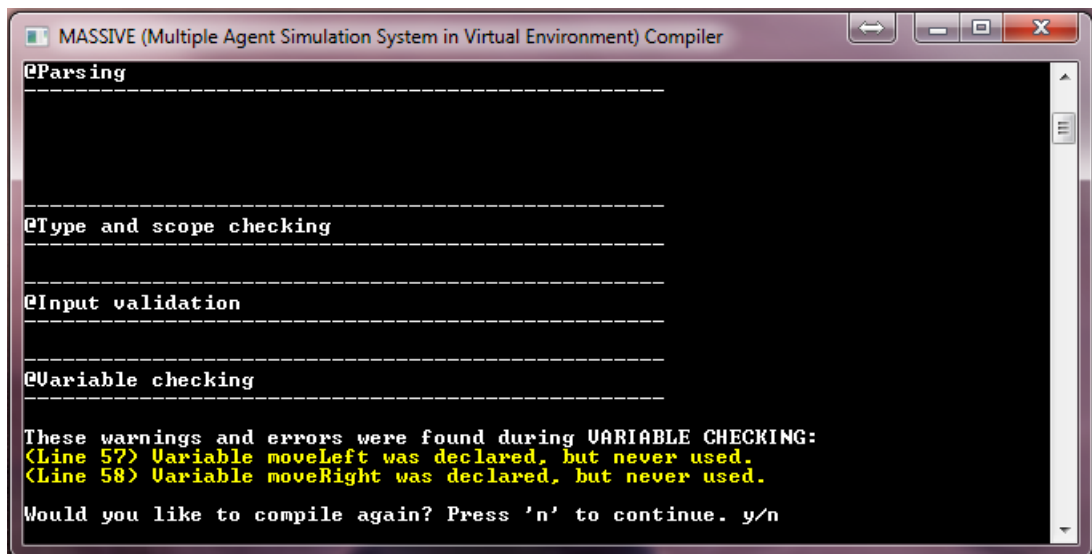 MASSIVE (Multiple Agent Simulation System in Virtual Environment) Compiler
@Parsing
@Type and scope checking
@Input validation
@Variable checking
These warnings and errors were found during VARIABLE CHECKING:
(Line 57) Variable moveLeft was declared, but never used.
(Line 58) Variable moveRight was declared, but never used.
Would you like to compile again? Press 'n' to continue. y/n